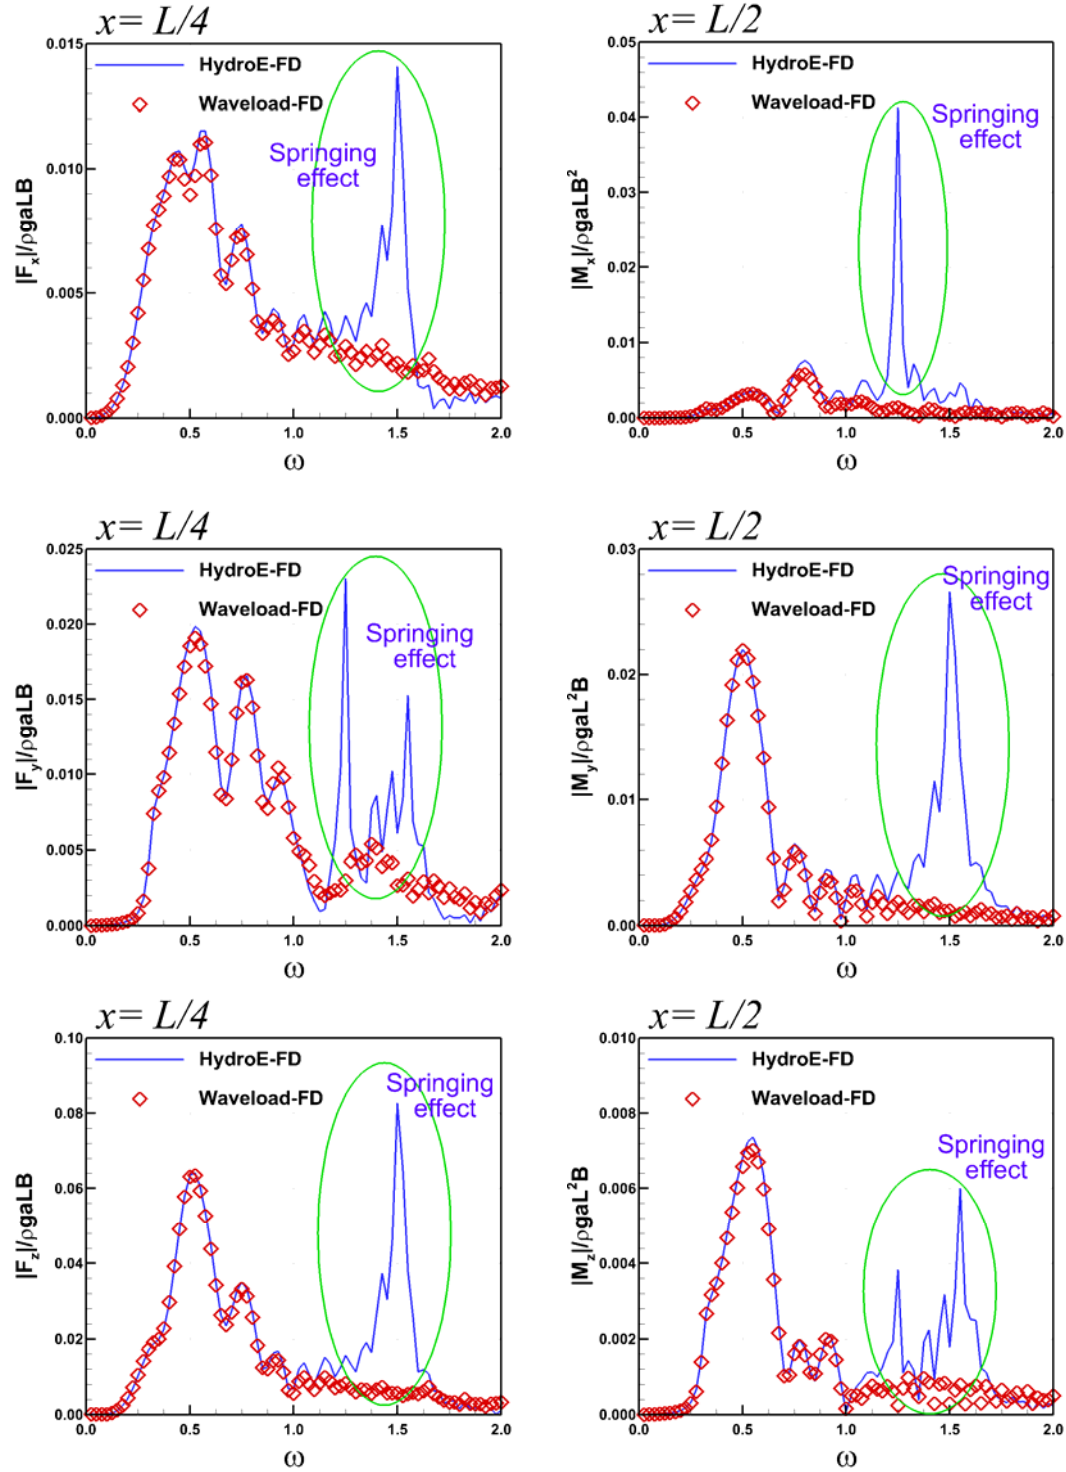 x= L/4
0.015
0.010
0.005
0.000
|Fx|/ρgaLB
HydroE-FD
Waveload-FD
Springing
effect
0.0 0.5 1.0 1.5 2.0
ω
x= L/2
0.05
0.04
0.03
0.02
0.01
0.00
|Mx|/ρgaLB²
HydroE-FD
Waveload-FD
Springing
effect
0.0 0.5 1.0 1.5 2.0
ω
x= L/4
0.025
0.020
0.015
0.010
0.005
0.000
|Fy|/ρgaLB
HydroE-FD
Waveload-FD
Springing
effect
0.0 0.5 1.0 1.5 2.0
ω
x= L/2
0.03
0.02
0.01
0.00
|My|/ρgaL²B
HydroE-FD
Waveload-FD
Springing
effect
0.0 0.5 1.0 1.5 2.0
ω
x= L/4
0.10
0.08
0.06
0.04
0.02
0.00
|Fz|/ρgaLB
HydroE-FD
Waveload-FD
Springing
effect
0.0 0.5 1.0 1.5 2.0
ω
x= L/2
0.010
0.008
0.006
0.004
0.002
0.000
|Mz|/ρgaL²B
HydroE-FD
Waveload-FD
Springing
effect
0.0 0.5 1.0 1.5 2.0
ω